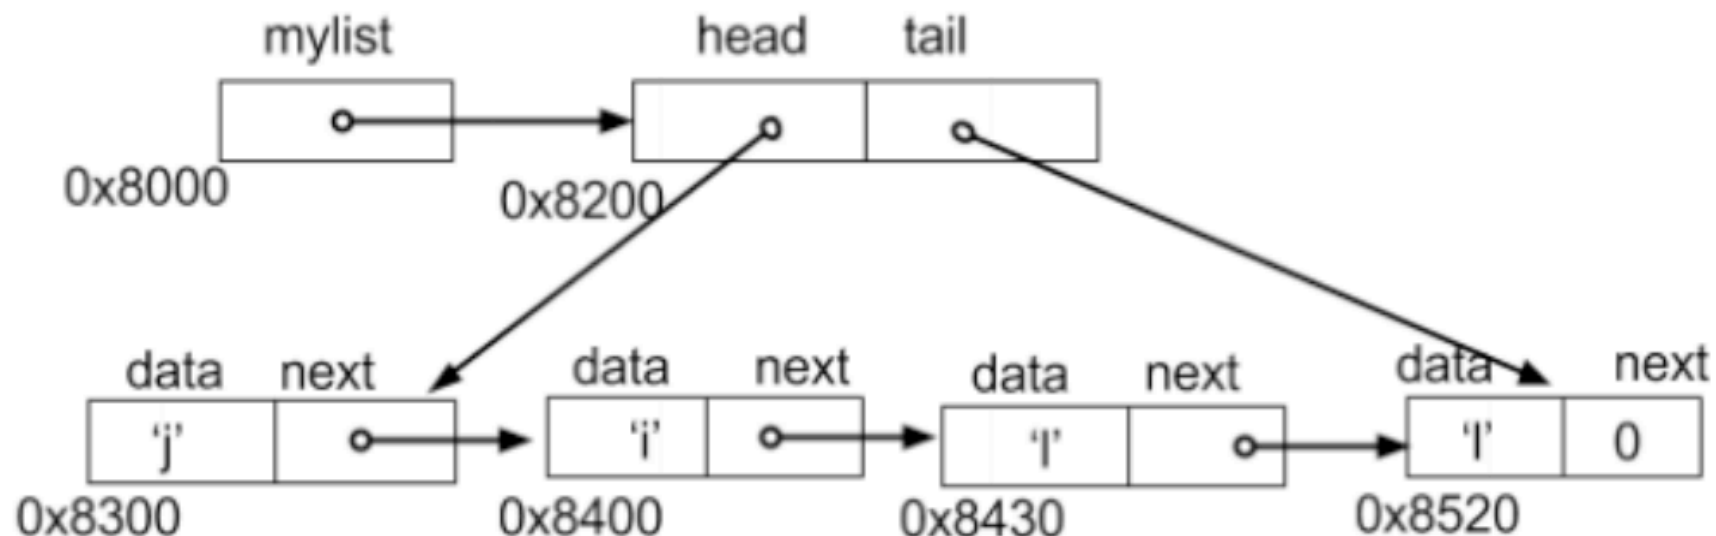 mylist head tail
0x8000 0x8200
data next data next data next data next
‘j’ ‘i’ ‘l’ ‘l’ 0
0x8300 0x8400 0x8430 0x8520